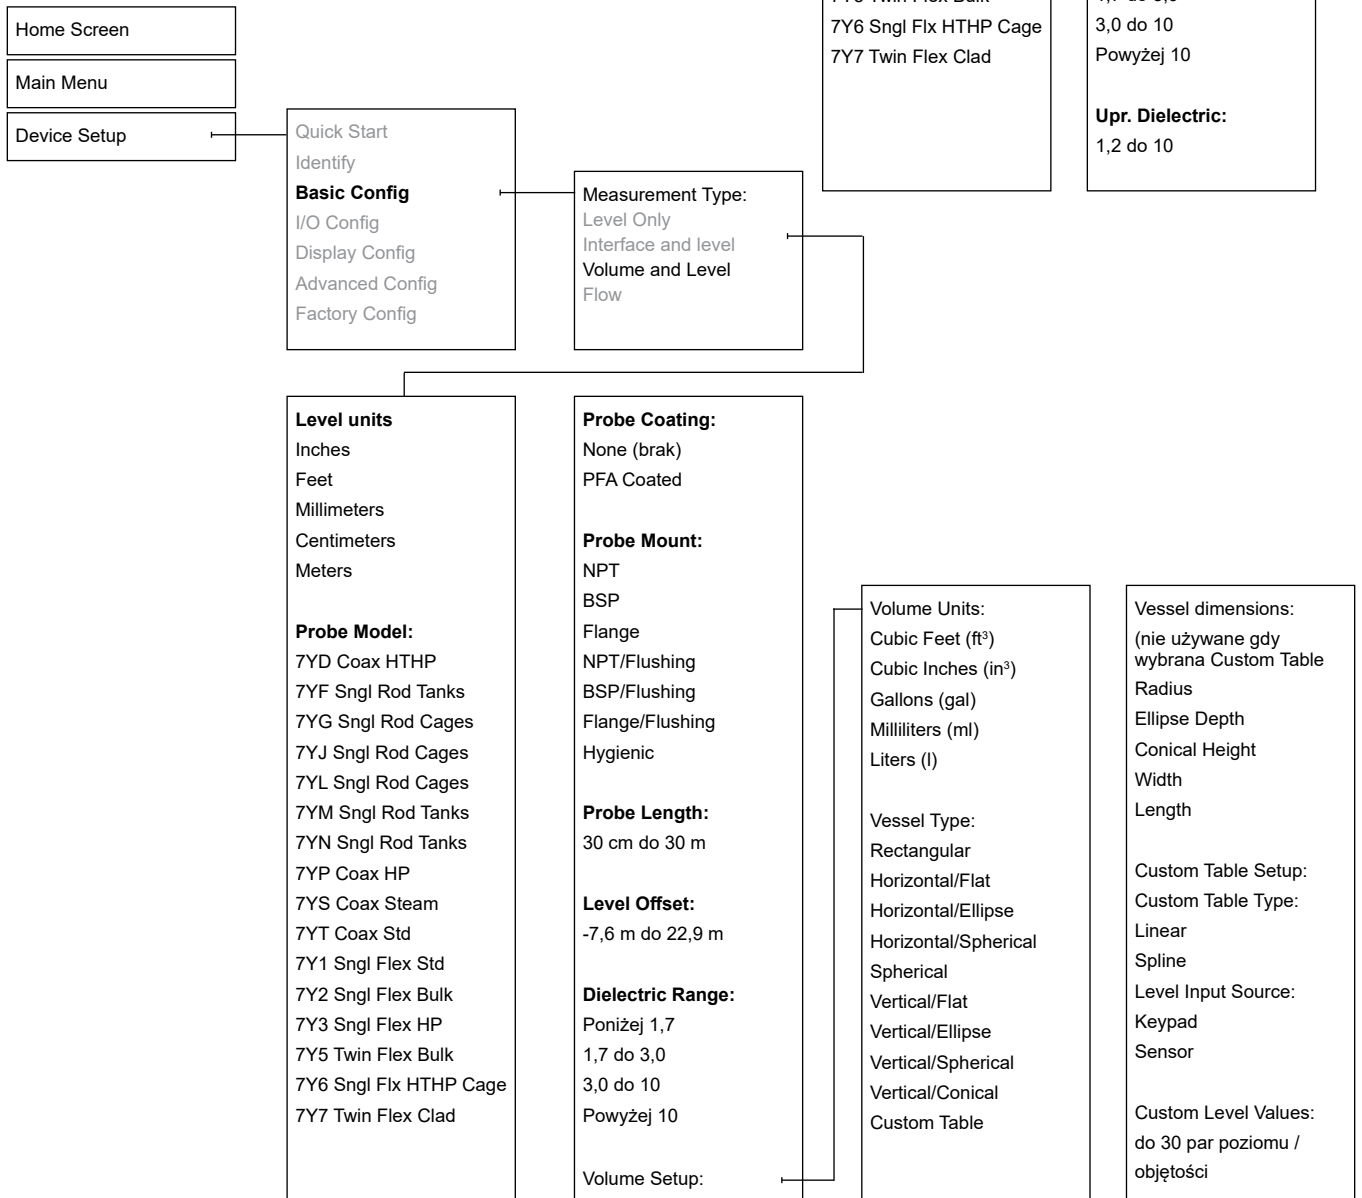 7Y6 Sngl Flx HTHP Cage
7Y7 Twin Flex Clad
3,0 do 10
Powyżej 10
Upr. Dielectric:
1,2 do 10
Home Screen
Main Menu
Device Setup
Quick Start
Identify
Basic Config
I/O Config
Display Config
Advanced Config
Factory Config
Measurement Type:
Level Only
Interface and level
Volume and Level
Flow
Level units
Inches
Feet
Millimeters
Centimeters
Meters
Probe Model:
7YD Coax HTHP
7YF Sngl Rod Tanks
7YG Sngl Rod Cages
7YJ Sngl Rod Cages
7YL Sngl Rod Cages
7YM Sngl Rod Tanks
7YN Sngl Rod Tanks
7YP Coax HP
7YS Coax Steam
7YT Coax Std
7Y1 Sngl Flex Std
7Y2 Sngl Flex Bulk
7Y3 Sngl Flex HP
7Y5 Twin Flex Bulk
7Y6 Sngl Flx HTHP Cage
7Y7 Twin Flex Clad
Probe Coating:
None (brak)
PFA Coated
Probe Mount:
NPT
BSP
Flange
NPT/Flushing
BSP/Flushing
Flange/Flushing
Hygienic
Probe Length:
30 cm do 30 m
Level Offset:
-7,6 m do 22,9 m
Dielectric Range:
Poniżej 1,7
1,7 do 3,0
3,0 do 10
Powyżej 10
Volume Setup:
Volume Units:
Cubic Feet (ft³)
Cubic Inches (in³)
Gallons (gal)
Milliliters (ml)
Liters (l)
Vessel Type:
Rectangular
Horizontal/Flat
Horizontal/Ellipse
Horizontal/Spherical
Spherical
Vertical/Flat
Vertical/Ellipse
Vertical/Spherical
Vertical/Conical
Custom Table
Vessel dimensions:
(nie używane gdy
wybrana Custom Table
Radius
Ellipse Depth
Conical Height
Width
Length
Custom Table Setup:
Custom Table Type:
Linear
Spline
Level Input Source:
Keypad
Sensor
Custom Level Values:
do 30 par poziomu /
objętości